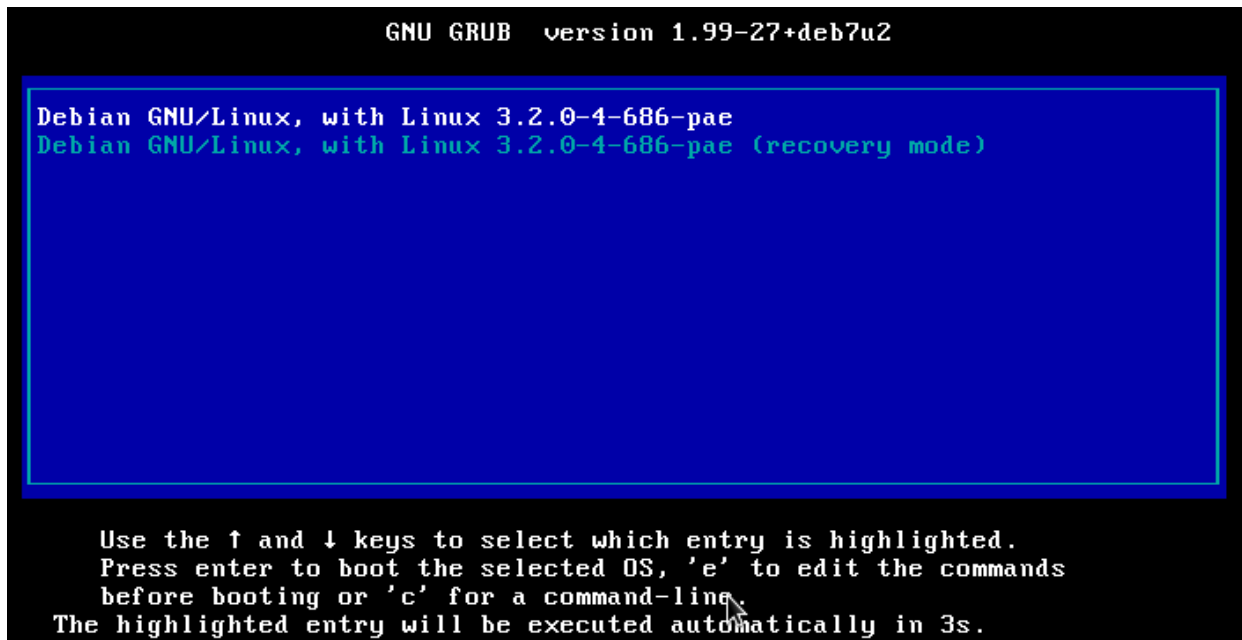 GNU GRUB  version 1.99-27+deb7u2
Debian GNU/Linux, with Linux 3.2.0-4-686-pae
Debian GNU/Linux, with Linux 3.2.0-4-686-pae (recovery mode)
Use the ↑ and ↓ keys to select which entry is highlighted.
Press enter to boot the selected OS, 'e' to edit the commands
before booting or 'c' for a command-line.
The highlighted entry will be executed automatically in 3s.